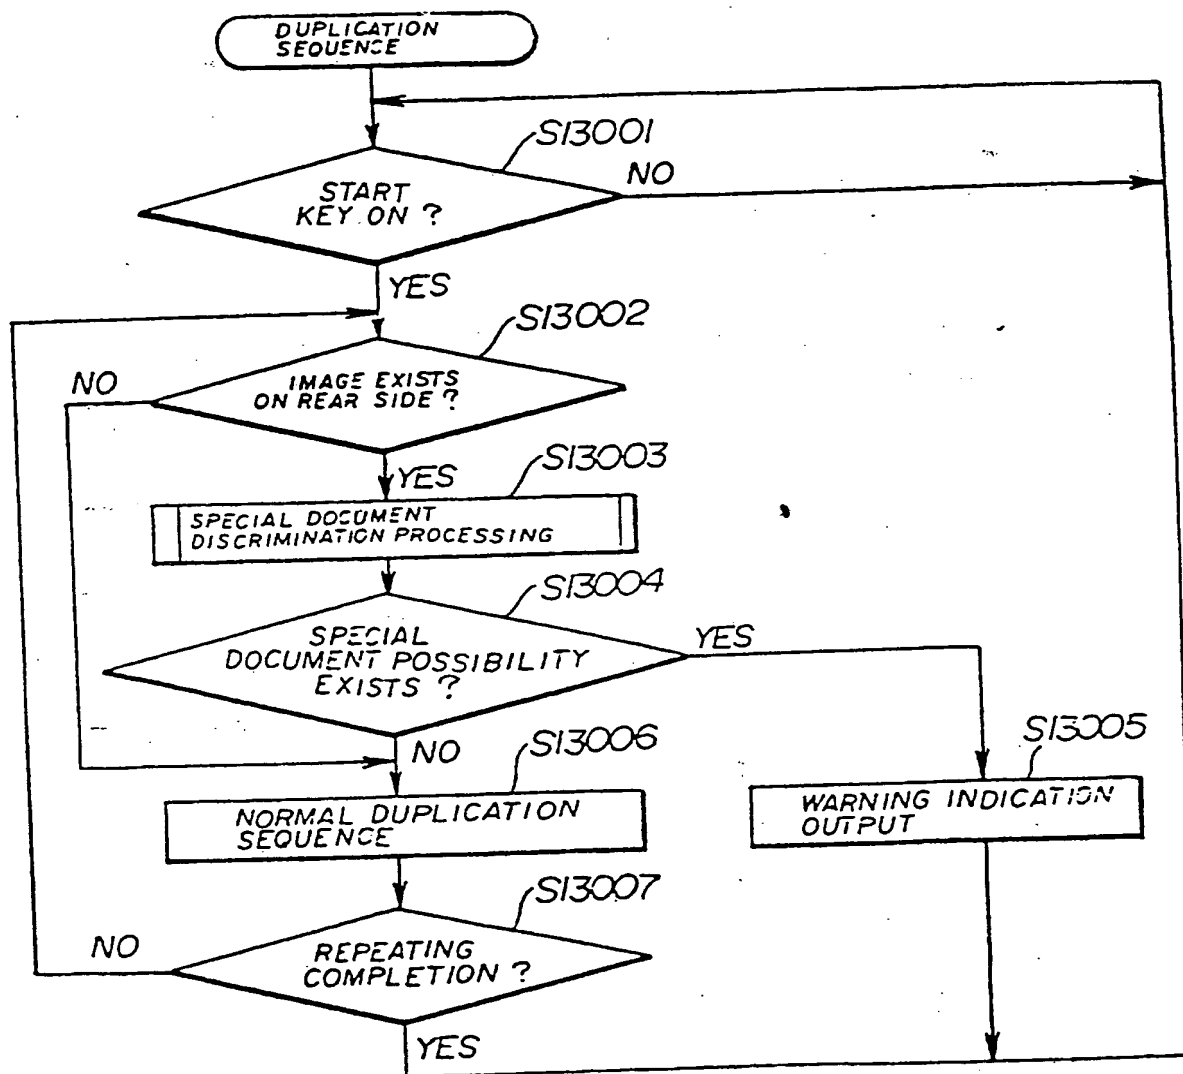 DUPLICATION
SEQUENCE
S13001
START
KEY ON ?
NO
YES
S13002
NO
IMAGE EXISTS
ON REAR SIDE ?
S13003
YES
SPECIAL DOCUMENT
DISCRIMINATION PROCESSING
S13004
SPECIAL
DOCUMENT POSSIBILITY
EXISTS ?
YES
NO
S13006
S13005
NORMAL DUPLICATION
SEQUENCE
WARNING INDICATION
OUTPUT
S13007
NO
REPEATING
COMPLETION ?
YES